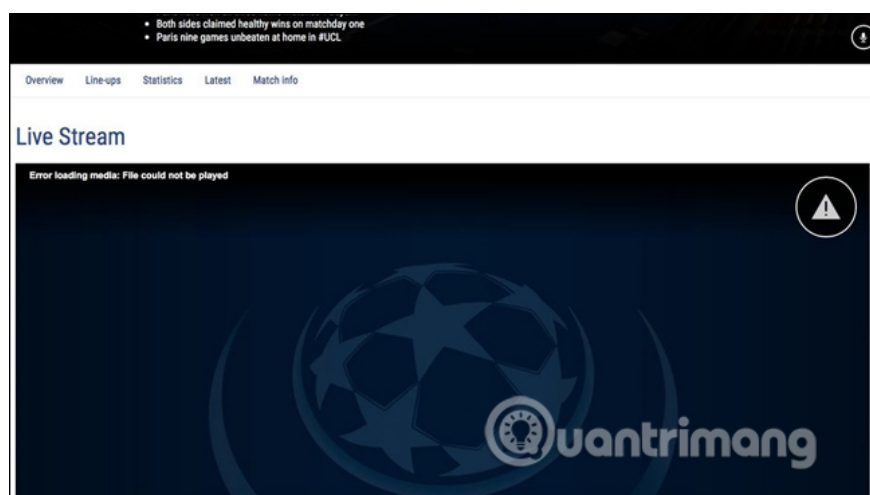 Both sides claimed healthy wins on matchday one
Paris nine games unbeaten at home in #UCL
Overview Line-ups Statistics Latest Match info
Live Stream
Error loading media: File could not be played
Quantrimang